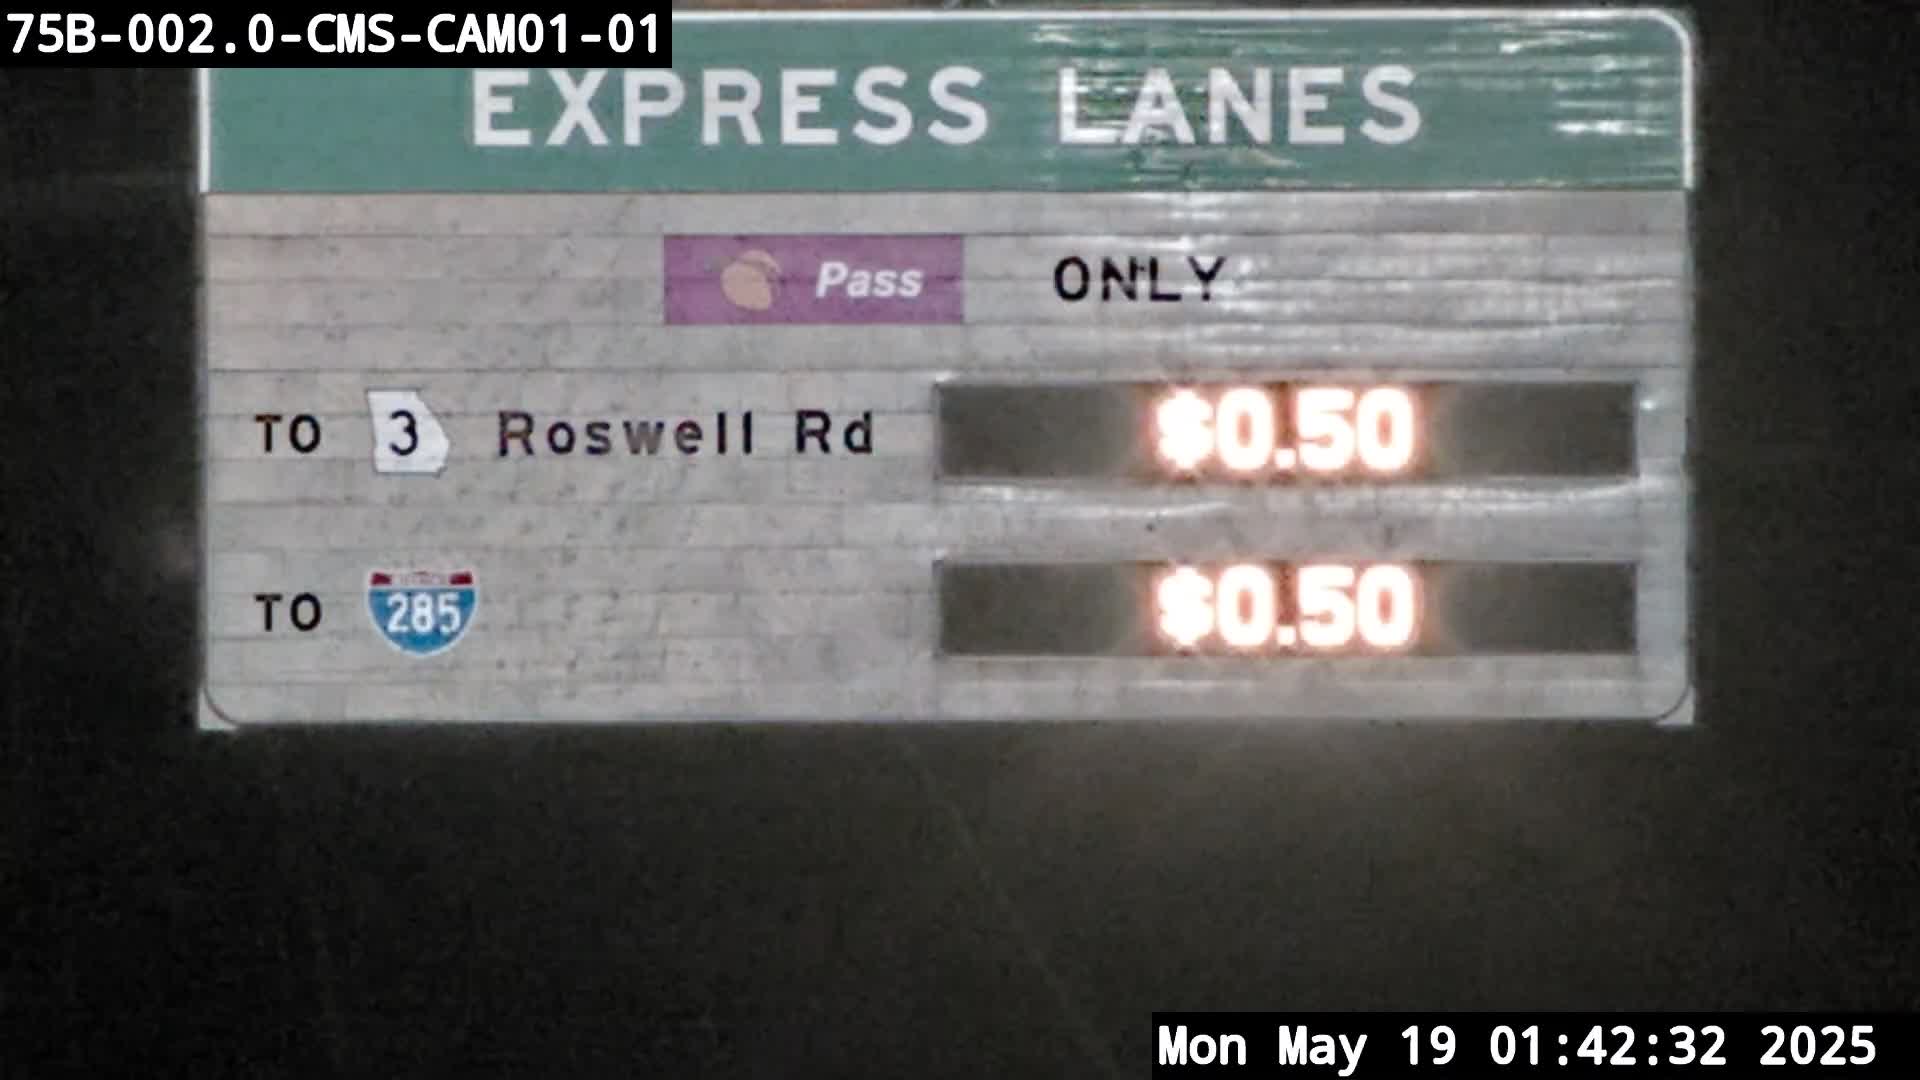 75B-002.0-CMS-CAM01-01
EXPRESS LANES
Pass ONLY
TO 3 Roswell Rd $0.50
TO 285 $0.50
Mon May 19 01:42:32 2025